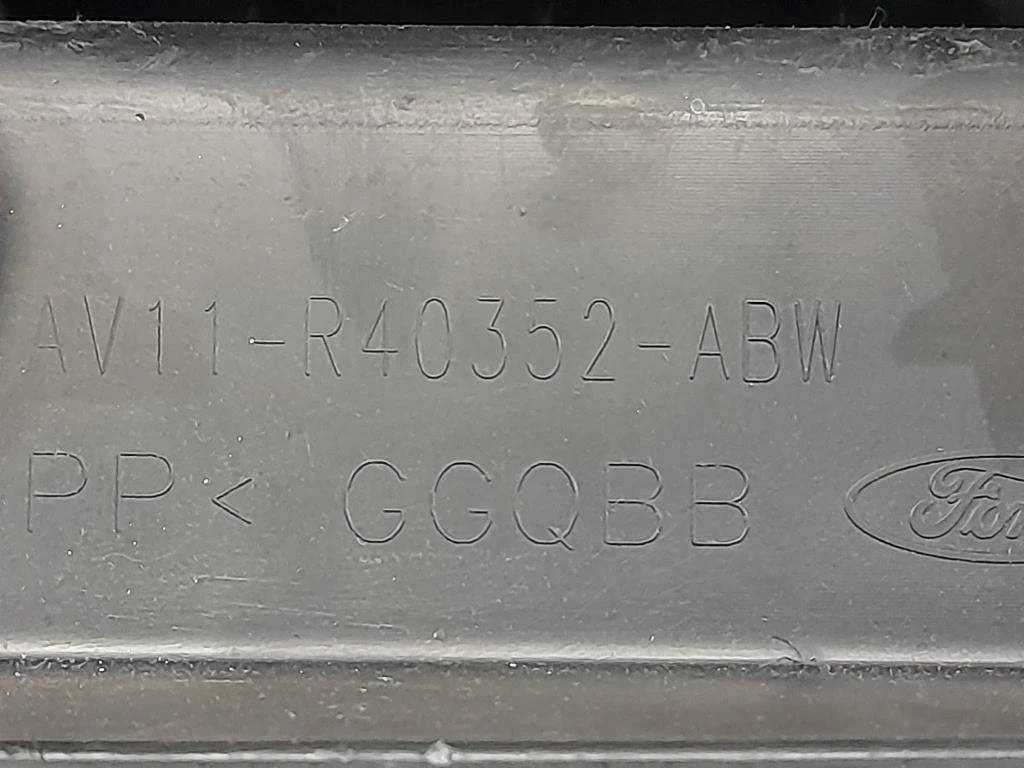 AV11-R40352-ABW
PP< GGQBB Ford